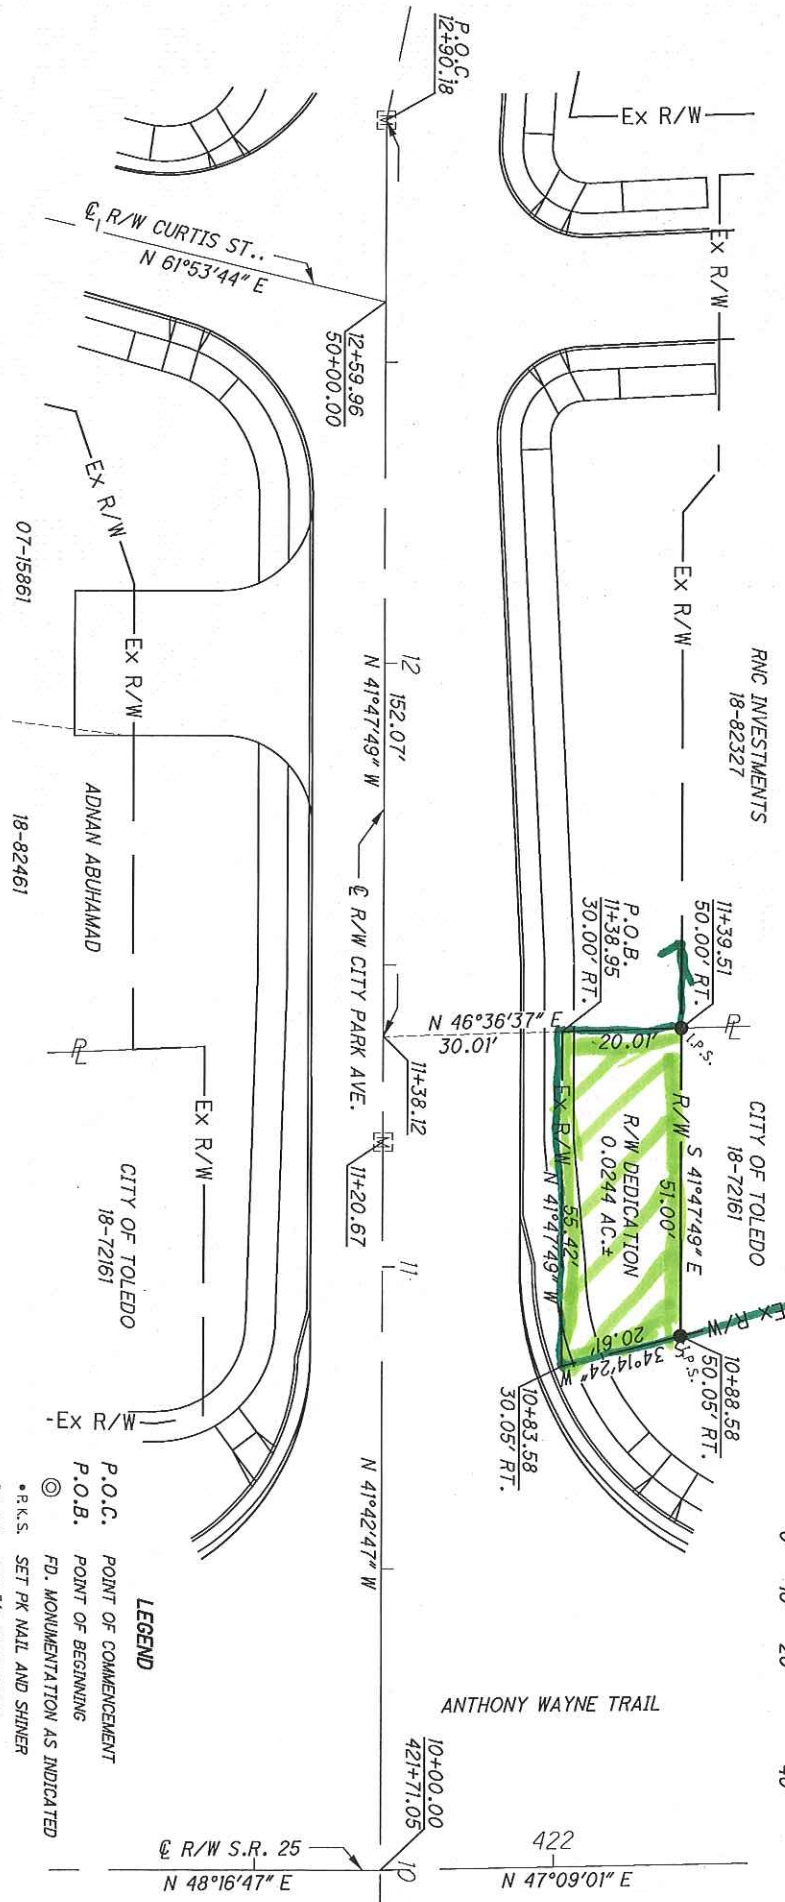 P.O.C.
12+90.18
Ex R/W
Ex R/W
℄ R/W CURTIS ST..
N 61°53'44" E
12+59.96
50+00.00
Ex R/W
Ex R/W
Ex R/W
07-15861
RNC INVESTMENTS
18-82327
12
152.07'
N 41°47'49" W
ADNAN ABUHAMAD
18-82461
℄ R/W CITY PARK AVE.
P.O.B.
11+38.95
30.00' RT.
11+39.51
50.00' RT.
N 46°36'37" E
30.01'
20.01'
I.P.S.
PL
PL
11+38.12
11+20.67
11
Ex R/W
Ex R/W
N 41°47'49" W
55.42'
R/W DEDICATION
0.0244 AC.±
R/W S 41°47'49" E
51.00'
CITY OF TOLEDO
18-72161
CITY OF TOLEDO
18-72161
Ex R/W
20.61'
34°14'24" W
I.P.S.
10+88.58
50.05' RT.
10+83.58
30.05' RT.
-Ex R/W
N 41°42'47" W
LEGEND
P.O.C. POINT OF COMMENCEMENT
P.O.B. POINT OF BEGINNING
FD. MONUMENTATION AS INDICATED
P.K.S. SET PK NAIL AND SHINER
ANTHONY WAYNE TRAIL
10+00.00
421+71.05
10
℄ R/W S.R. 25
N 48°16'47" E
422
N 47°09'01" E